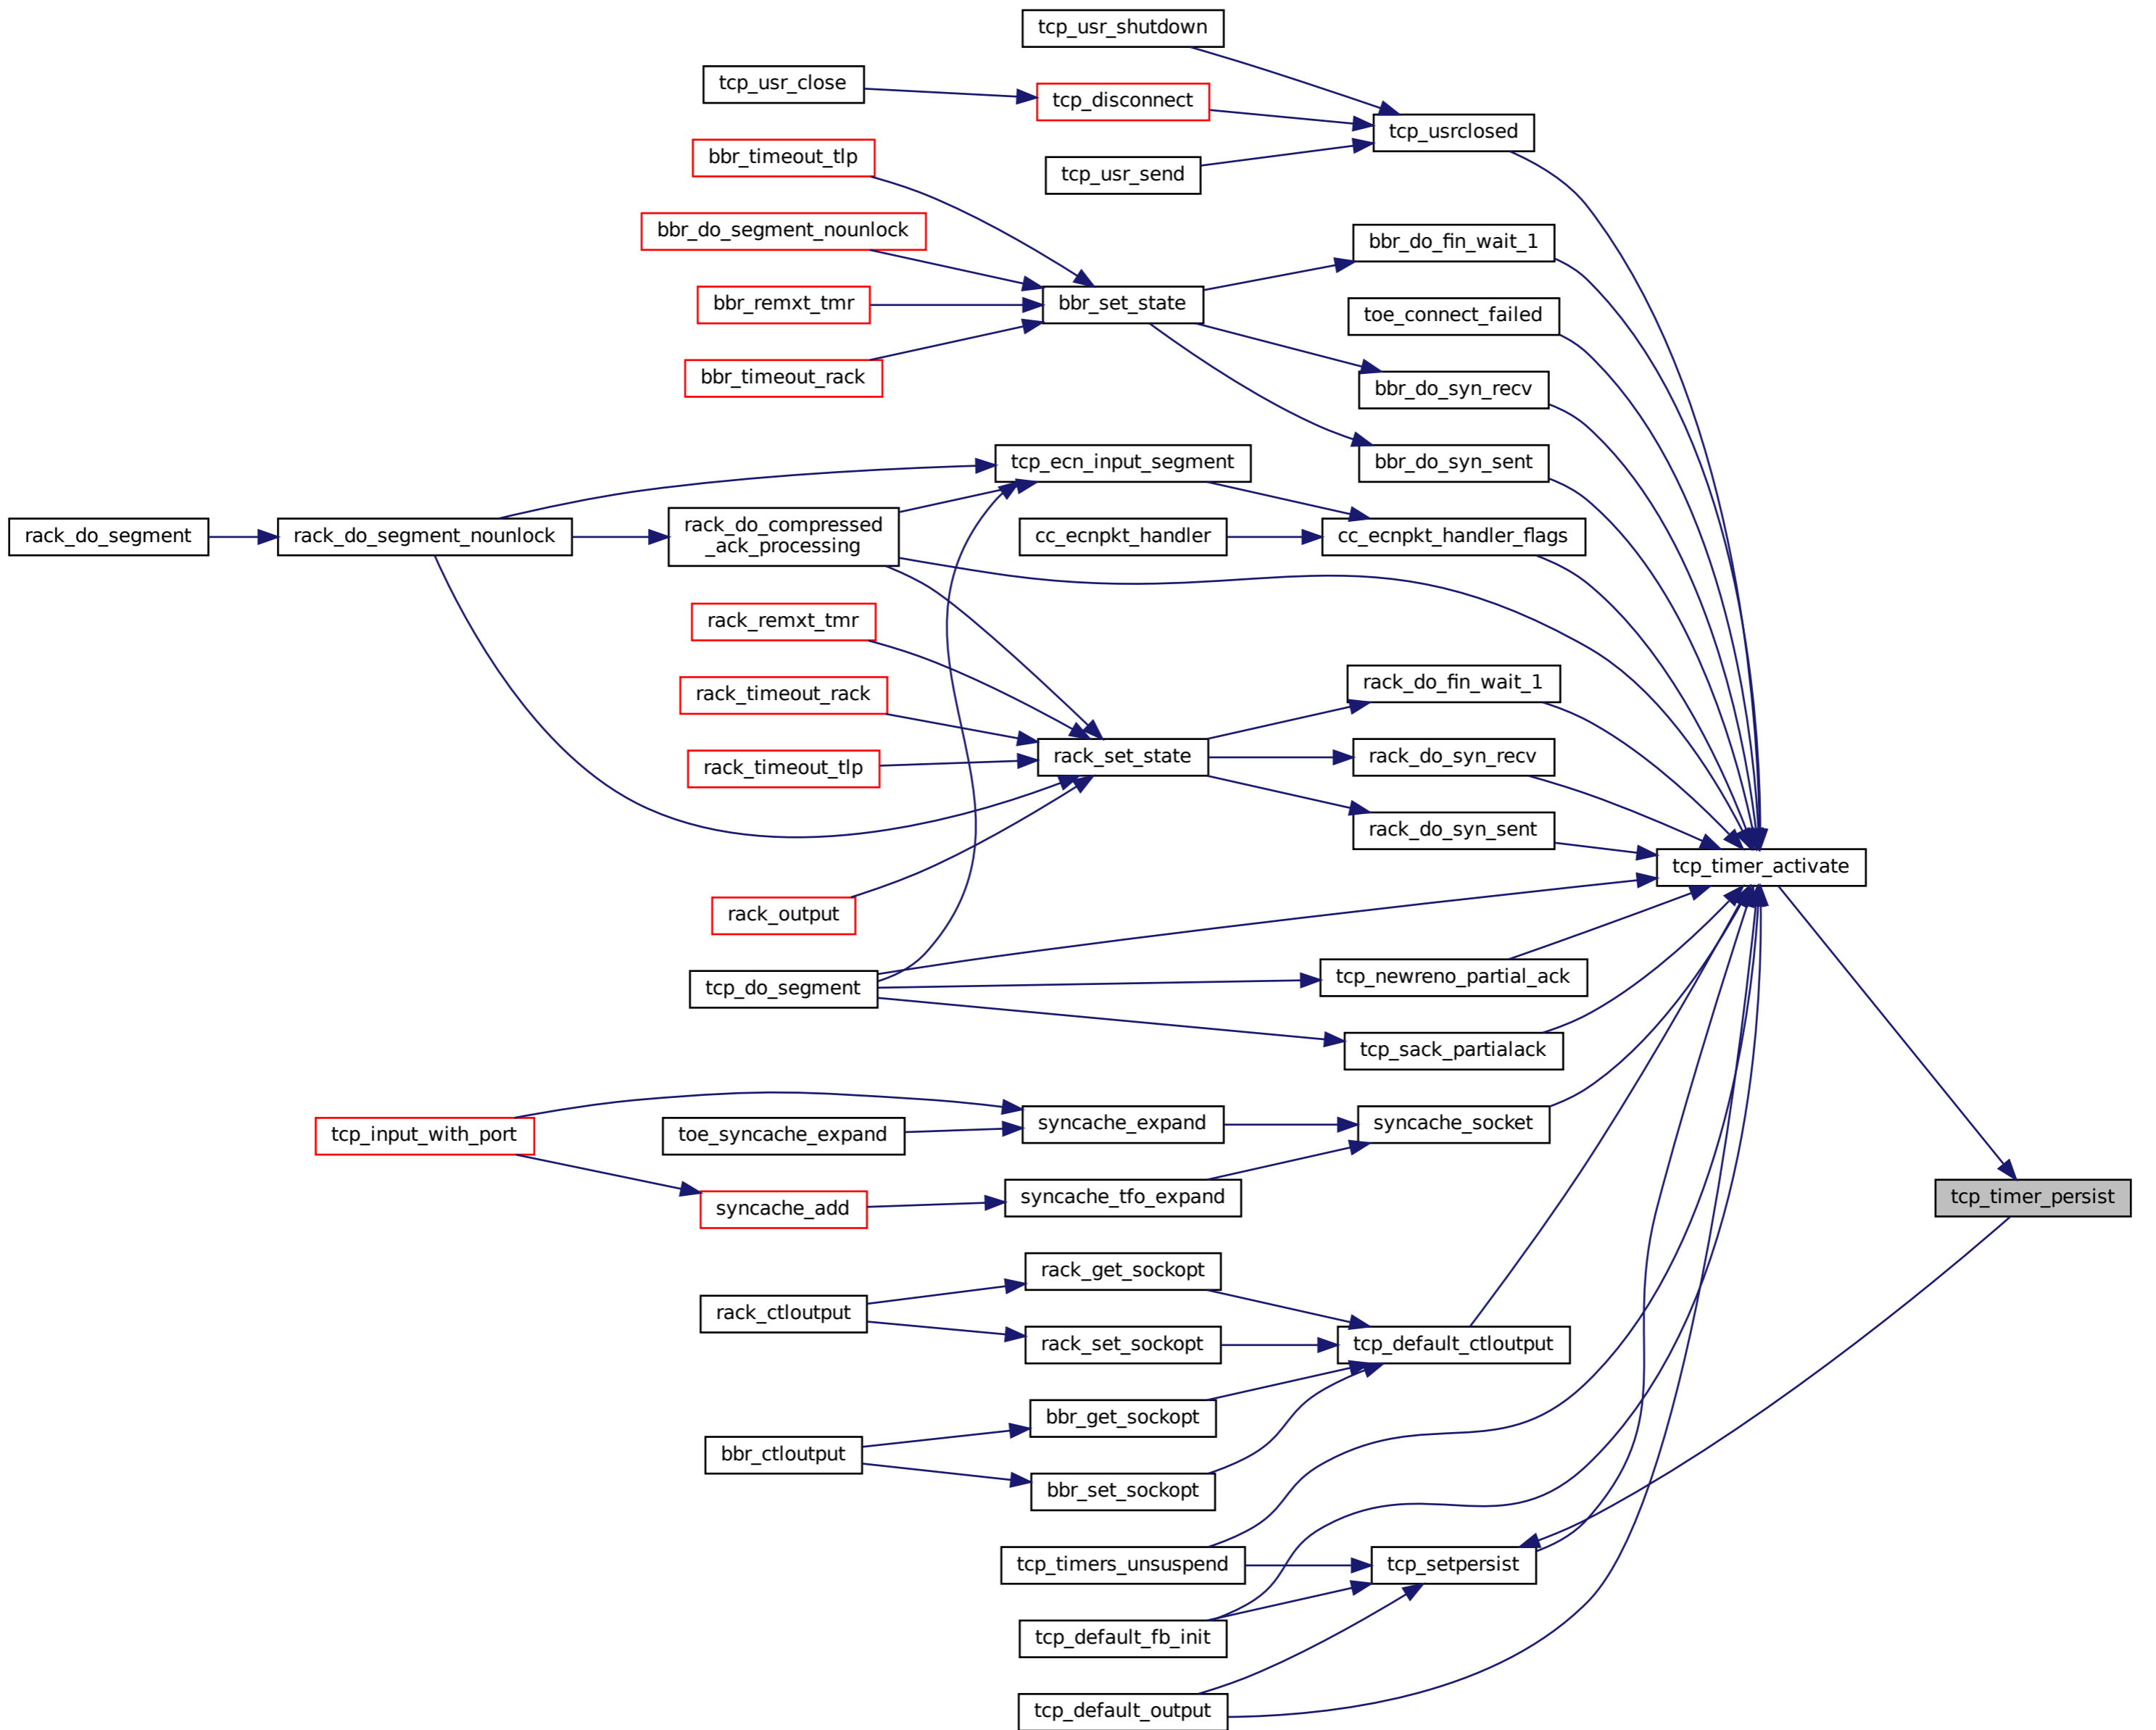 tcp_usr_shutdown
tcp_usr_close
tcp_disconnect
tcp_usrclosed
bbr_timeout_tlp
tcp_usr_send
bbr_do_segment_nounlock
bbr_do_fin_wait_1
bbr_remxt_tmr
bbr_set_state
toe_connect_failed
bbr_timeout_rack
bbr_do_syn_recv
tcp_ecn_input_segment
bbr_do_syn_sent
rack_do_segment
rack_do_segment_nounlock
rack_do_compressed
_ack_processing
cc_ecnpkt_handler
cc_ecnpkt_handler_flags
rack_remxt_tmr
rack_timeout_rack
rack_do_fin_wait_1
rack_timeout_tlp
rack_set_state
rack_do_syn_recv
rack_do_syn_sent
tcp_timer_activate
rack_output
tcp_do_segment
tcp_newreno_partial_ack
tcp_sack_partialack
tcp_input_with_port
toe_syncache_expand
syncache_expand
syncache_socket
syncache_add
syncache_tfo_expand
tcp_timer_persist
rack_get_sockopt
rack_ctloutput
rack_set_sockopt
tcp_default_ctloutput
bbr_get_sockopt
bbr_ctloutput
bbr_set_sockopt
tcp_timers_unsuspend
tcp_setpersist
tcp_default_fb_init
tcp_default_output